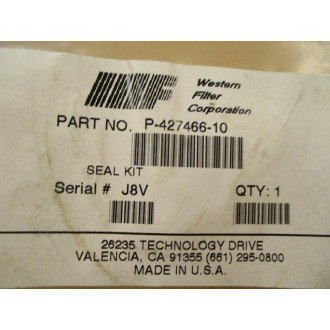 WF
Western
Filter
Corporation
PART NO. P-427466-10
SEAL KIT
Serial # J8V
QTY: 1
26235 TECHNOLOGY DRIVE
VALENCIA, CA 91355 (661) 295-0800
MADE IN U.S.A.